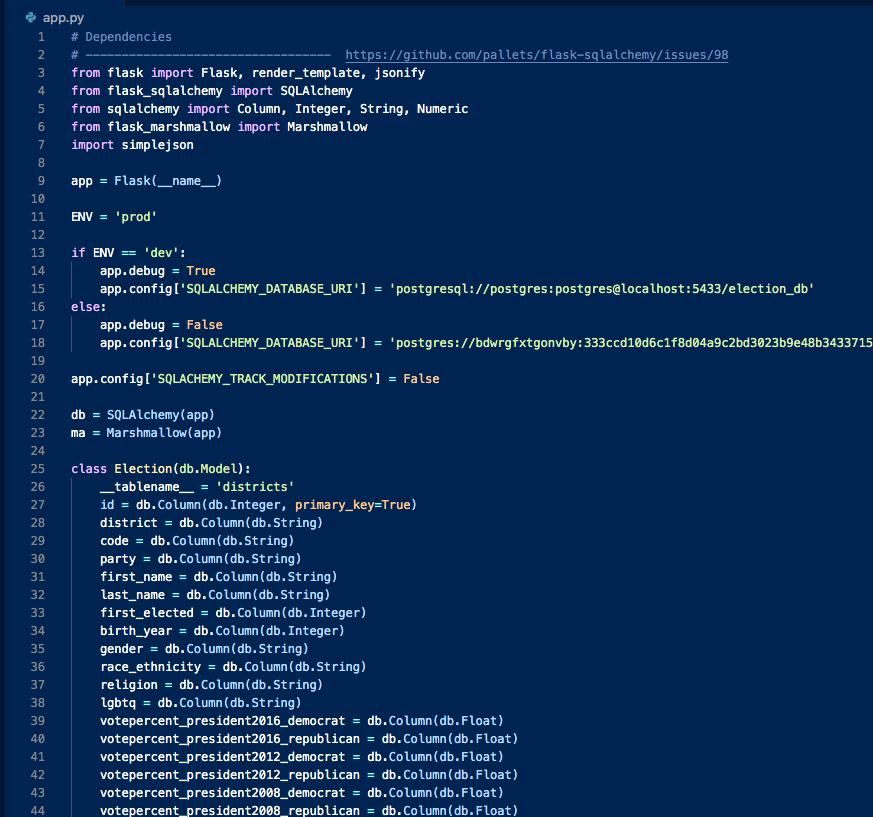 app.py
1 # Dependencies
2 # ---------------------------------- https://github.com/pallets/flask-sqlalchemy/issues/98
3 from flask import Flask, render_template, jsonify
4 from flask_sqlalchemy import SQLAlchemy
5 from sqlalchemy import Column, Integer, String, Numeric
6 from flask_marshmallow import Marshmallow
7 import simplejson
8
9 app = Flask(__name__)
10
11 ENV = 'prod'
12
13 if ENV == 'dev':
14     app.debug = True
15     app.config['SQLALCHEMY_DATABASE_URI'] = 'postgresql://postgres:postgres@localhost:5433/election_db'
16 else:
17     app.debug = False
18     app.config['SQLALCHEMY_DATABASE_URI'] = 'postgres://bdwrgfxtgonvby:333ccd10d6c1f8d04a9c2bd3023b9e48b3433715
19
20 app.config['SQLACHEMY_TRACK_MODIFICATIONS'] = False
21
22 db = SQLAlchemy(app)
23 ma = Marshmallow(app)
24
25 class Election(db.Model):
26     __tablename__ = 'districts'
27     id = db.Column(db.Integer, primary_key=True)
28     district = db.Column(db.String)
29     code = db.Column(db.String)
30     party = db.Column(db.String)
31     first_name = db.Column(db.String)
32     last_name = db.Column(db.String)
33     first_elected = db.Column(db.Integer)
34     birth_year = db.Column(db.Integer)
35     gender = db.Column(db.String)
36     race_ethnicity = db.Column(db.String)
37     religion = db.Column(db.String)
38     lgbtq = db.Column(db.String)
39     votepercent_president2016_democrat = db.Column(db.Float)
40     votepercent_president2016_republican = db.Column(db.Float)
41     votepercent_president2012_democrat = db.Column(db.Float)
42     votepercent_president2012_republican = db.Column(db.Float)
43     votepercent_president2008_democrat = db.Column(db.Float)
44     votepercent_president2008_republican = db.Column(db.Float)